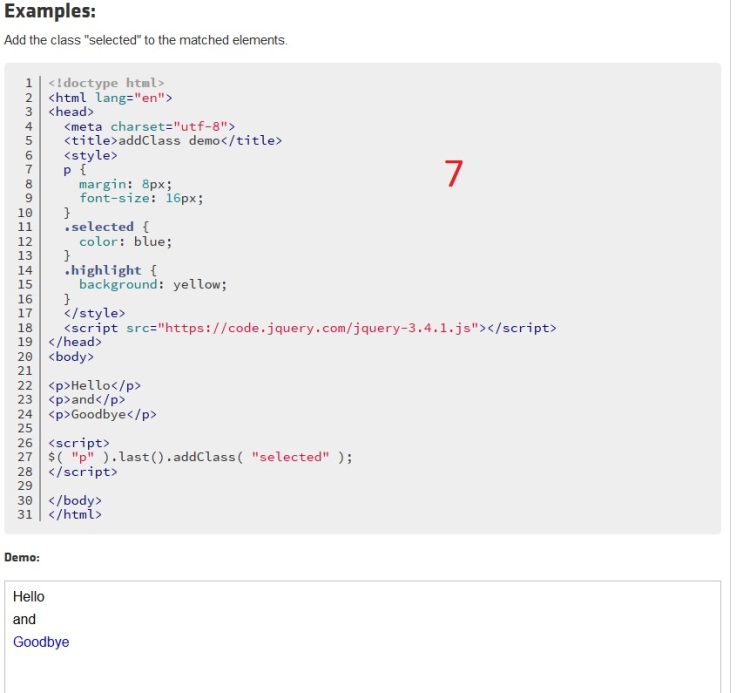 Examples:
Add the class "selected" to the matched elements.
1 <!doctype html>
2 <html lang="en">
3 <head>
4   <meta charset="utf-8">
5   <title>addClass demo</title>
6   <style>
7   p {
8     margin: 8px;
9     font-size: 16px;
10   }
11   .selected {
12     color: blue;
13   }
14   .highlight {
15     background: yellow;
16   }
17   </style>
18   <script src="https://code.jquery.com/jquery-3.4.1.js"></script>
19 </head>
20 <body>
21
22 <p>Hello</p>
23 <p>and</p>
24 <p>Goodbye</p>
25
26 <script>
27 $( "p" ).last().addClass( "selected" );
28 </script>
29
30 </body>
31 </html>
7
Demo:
Hello
and
Goodbye